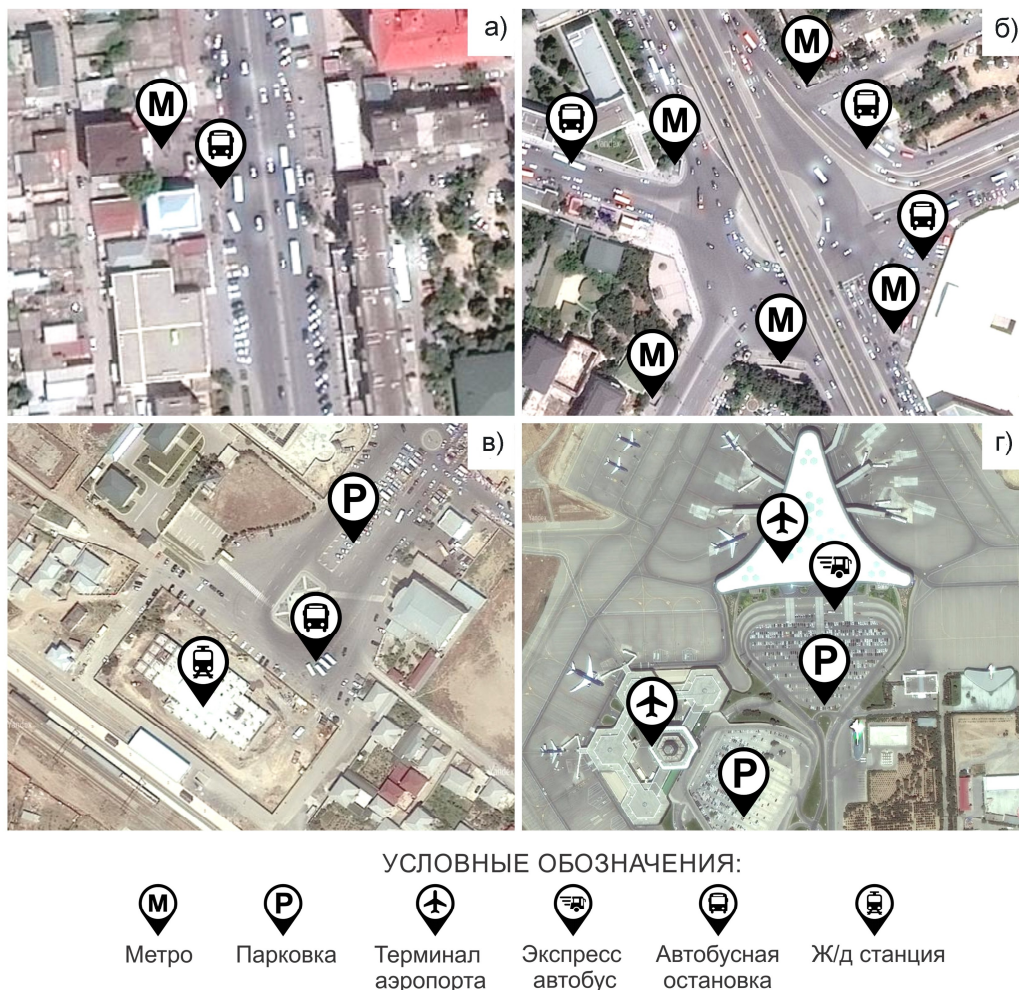 а)
б)
M
M
M
M
M
M
в)
г)
P
P
P
УСЛОВНЫЕ ОБОЗНАЧЕНИЯ:
M
P
Метро
Парковка
Терминал
аэропорта
Экспресс
автобус
Автобусная
остановка
Ж/д станция